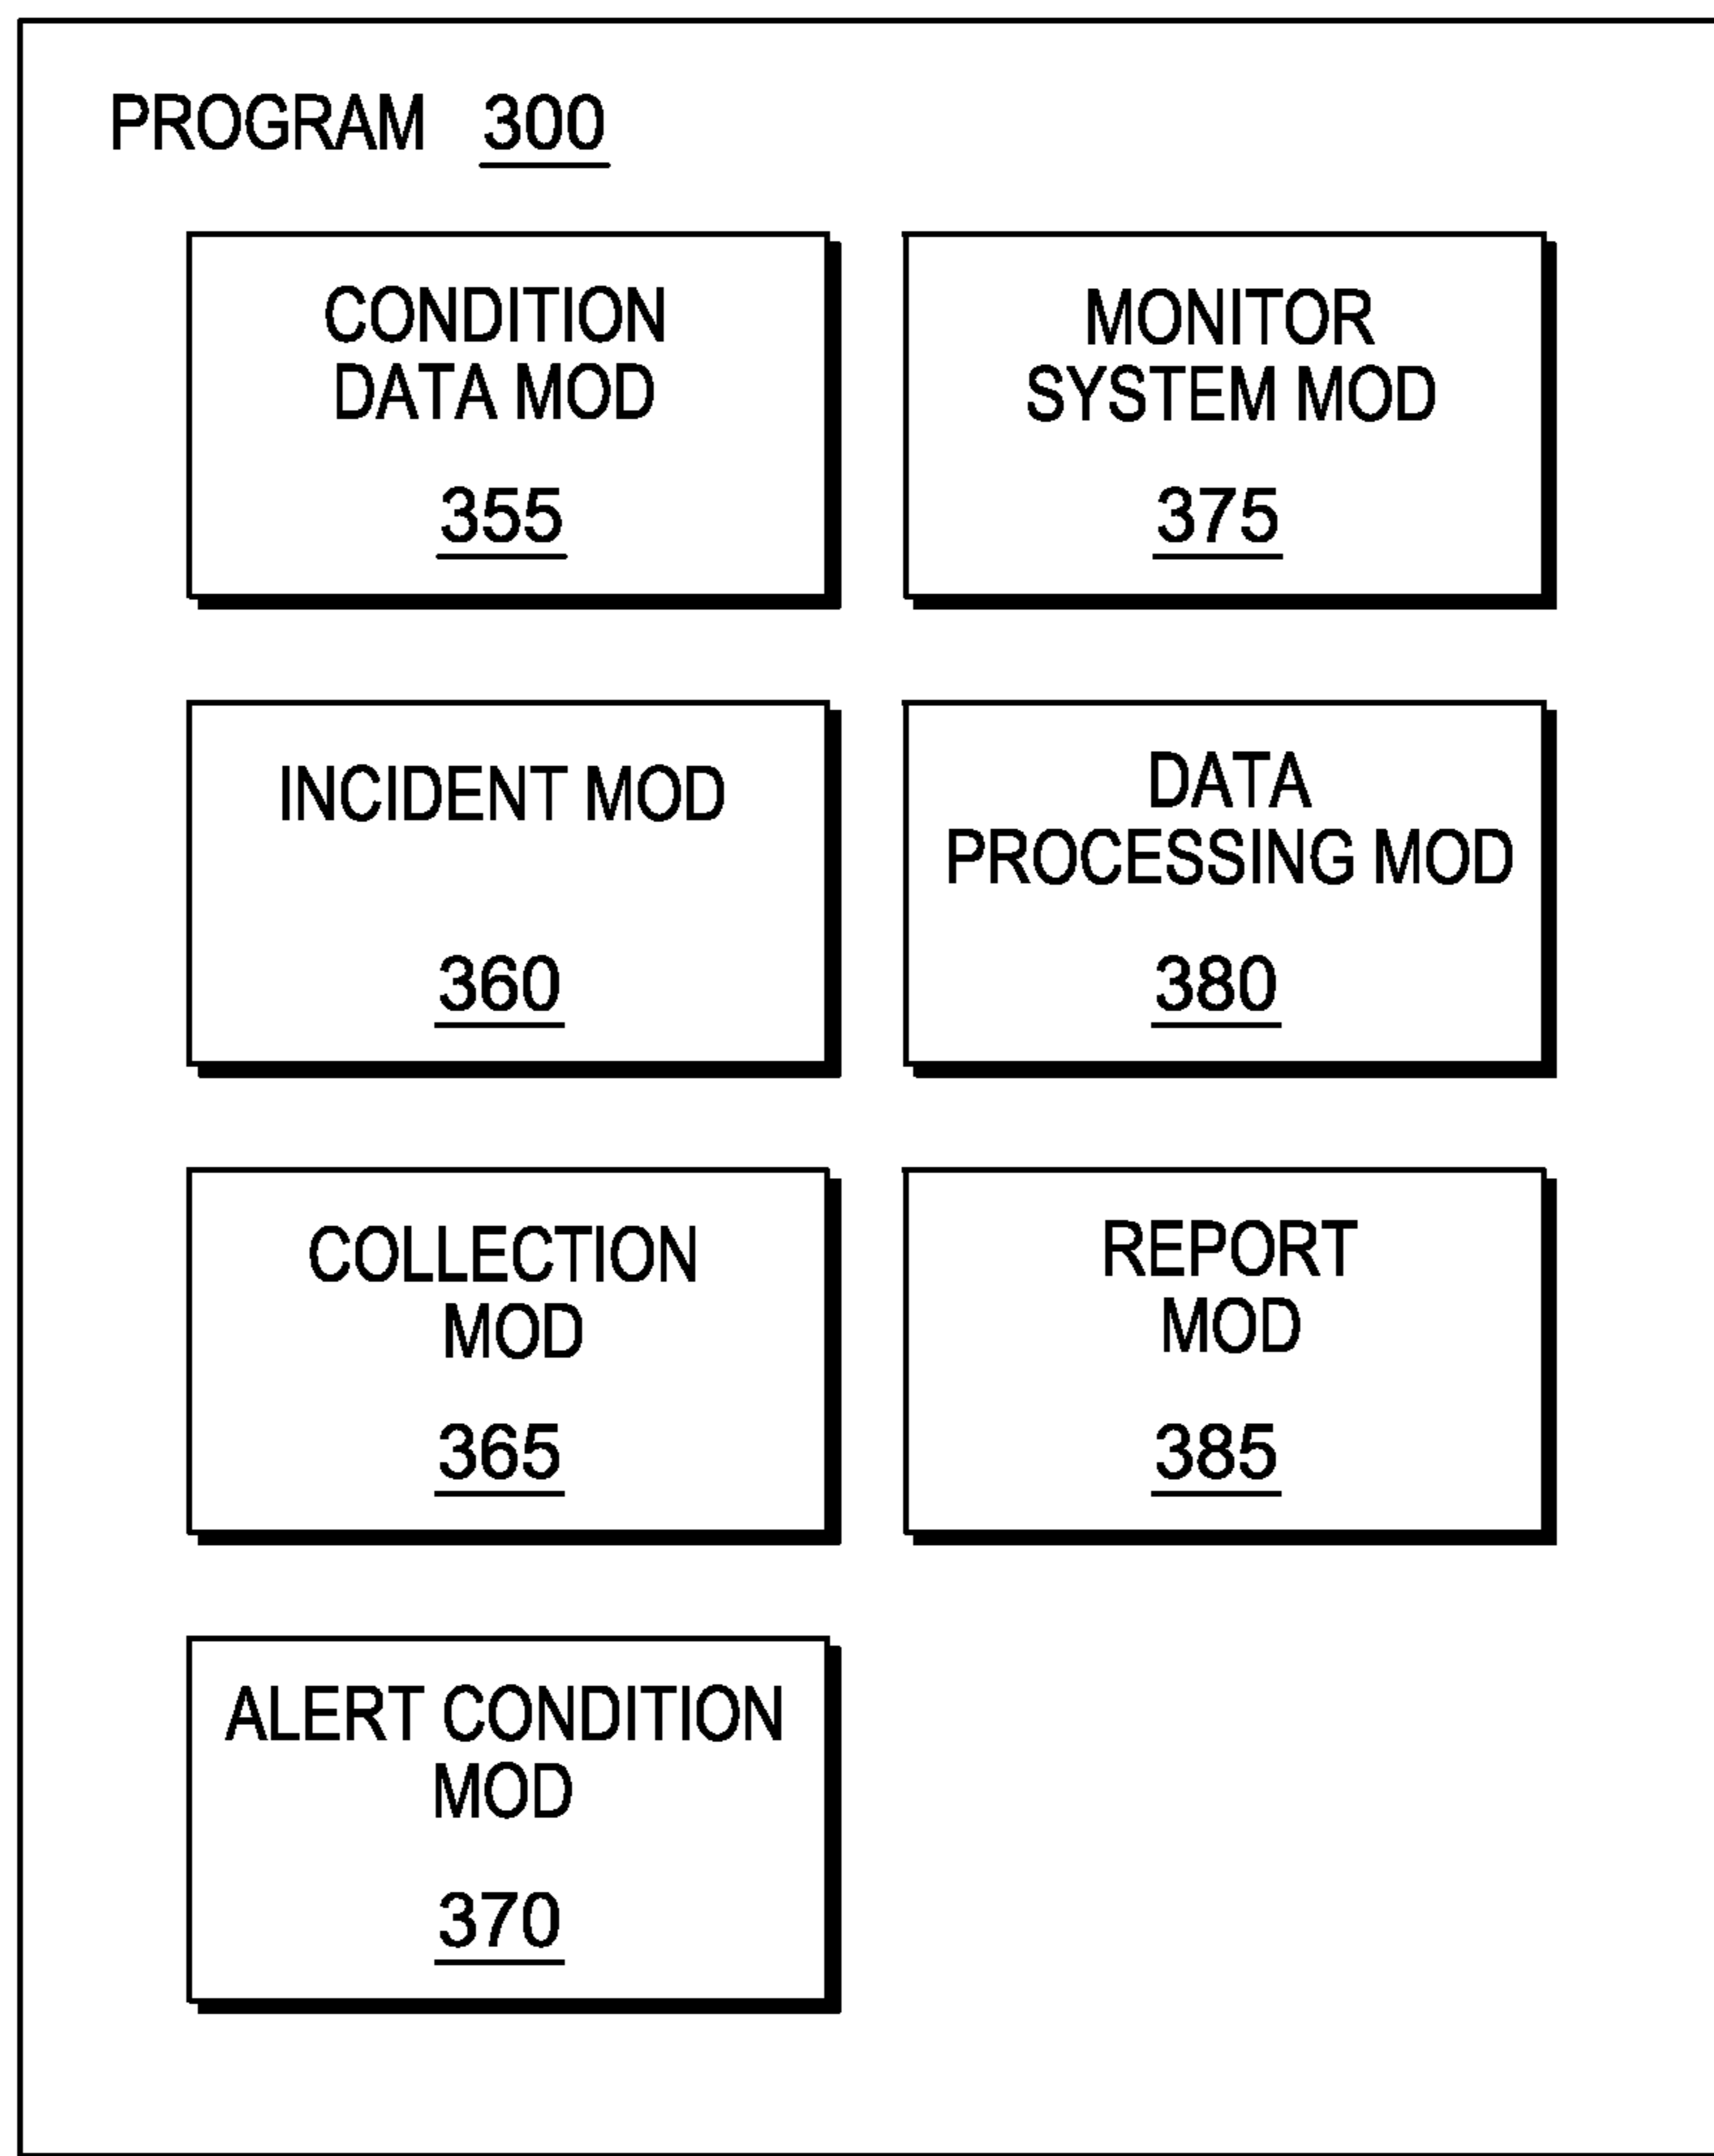 PROGRAM 300
CONDITION
DATA MOD
355
MONITOR
SYSTEM MOD
375
INCIDENT MOD
360
DATA
PROCESSING MOD
380
COLLECTION
MOD
365
REPORT
MOD
385
ALERT CONDITION
MOD
370